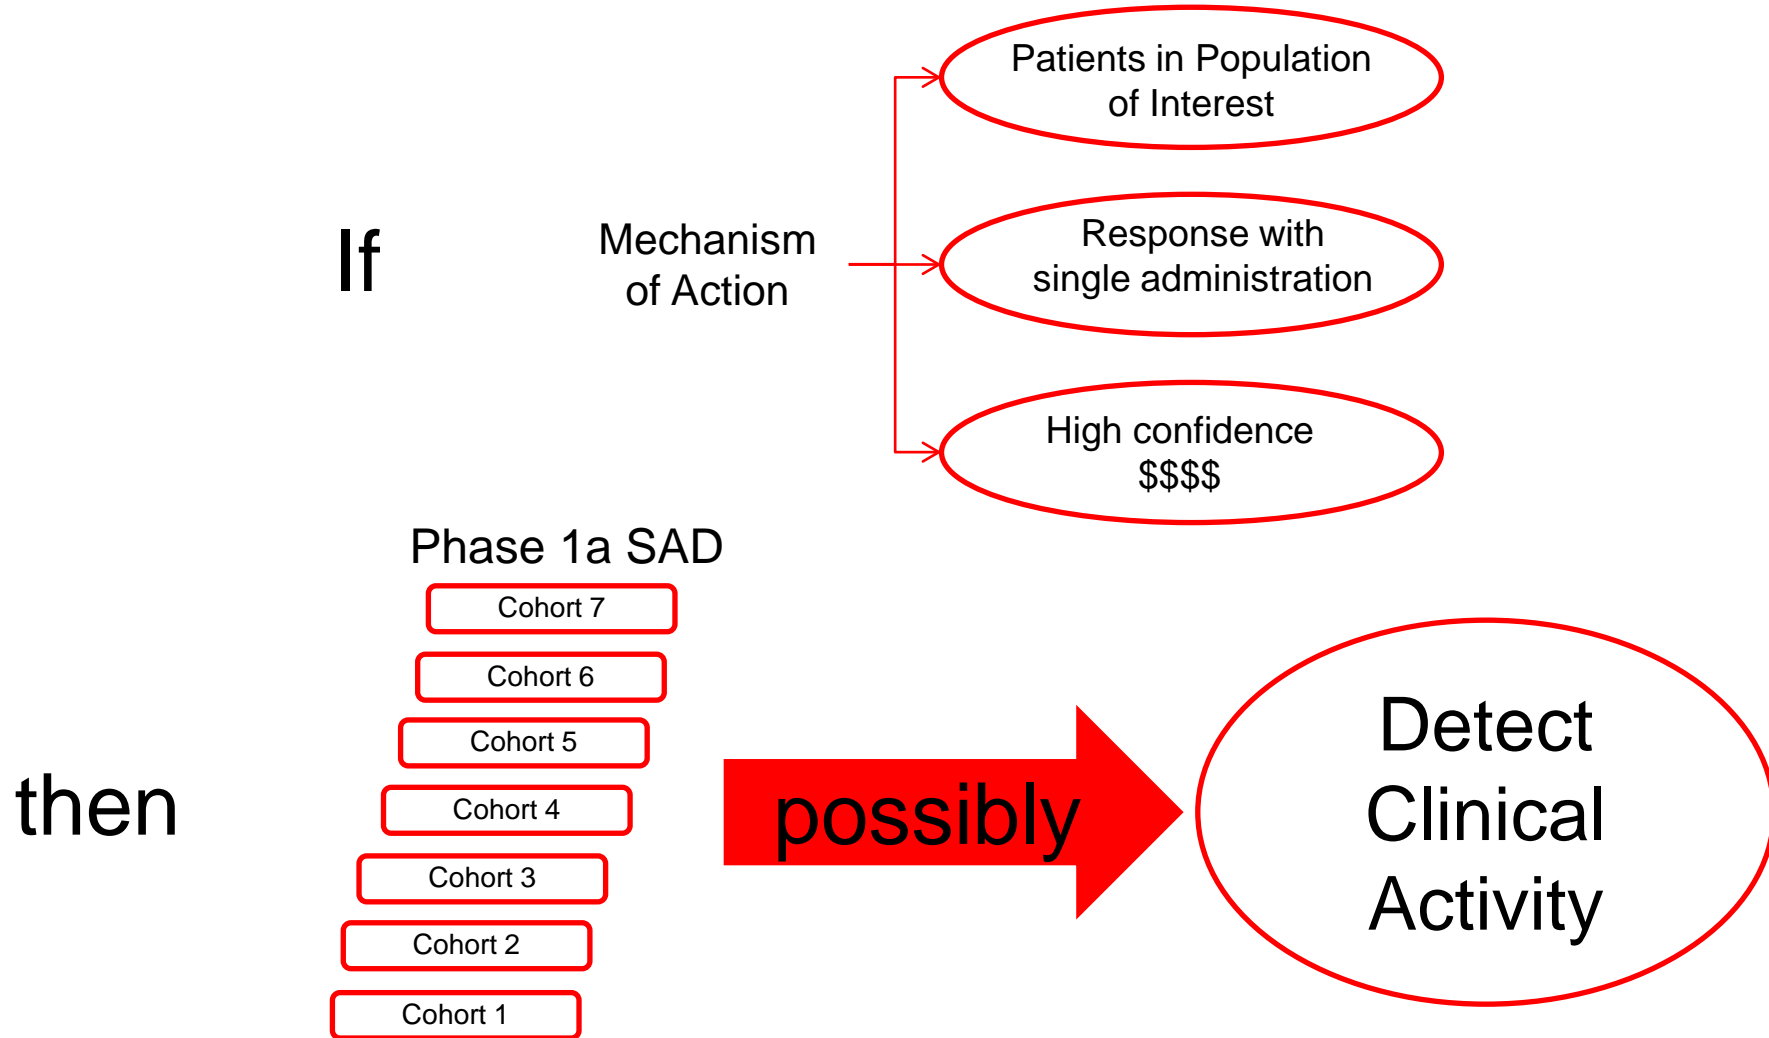 Patients in Population
of Interest
If
Mechanism
of Action
Response with
single administration
High confidence
$$$$
Phase 1a SAD
Cohort 7
Cohort 6
Cohort 5
Cohort 4
Cohort 3
Cohort 2
Cohort 1
then
possibly
Detect
Clinical
Activity